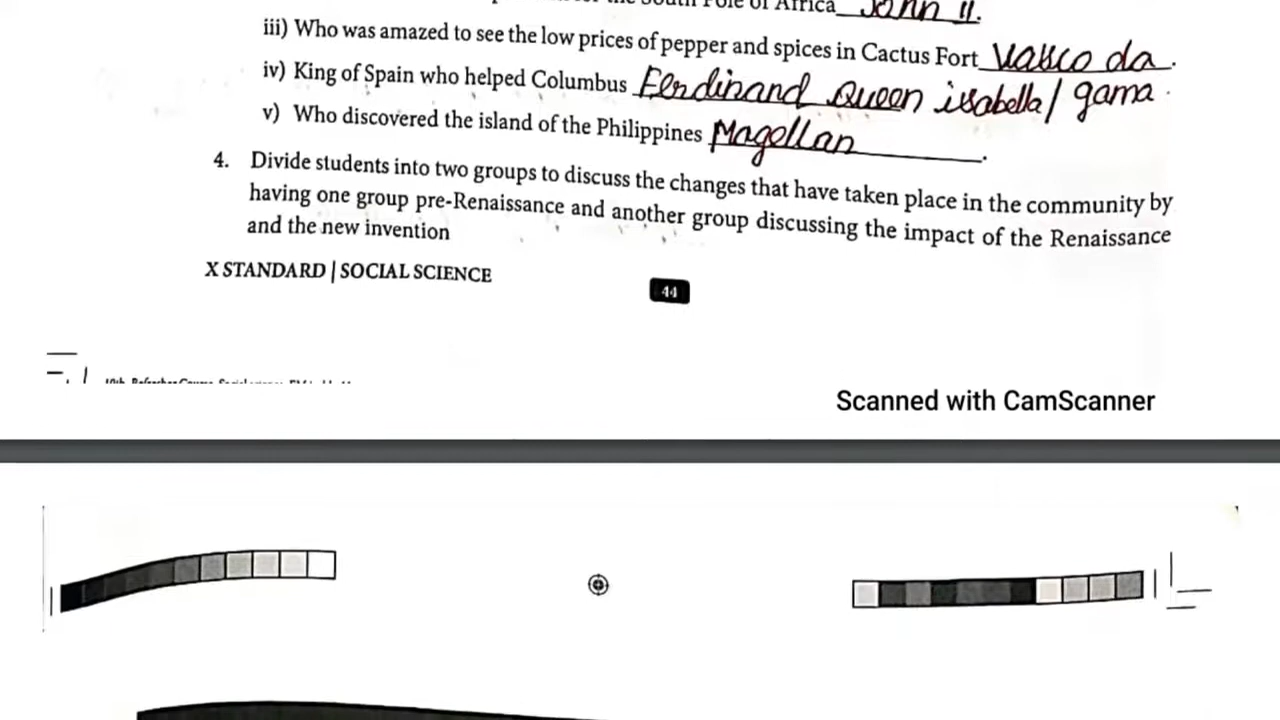 South Pole of Africa John II.
iii) Who was amazed to see the low prices of pepper and spices in Cactus Fort vasco da .
iv) King of Spain who helped Columbus Ferdinand Queen isabella/ gama
v) Who discovered the island of the Philippines Magellan .
4. Divide students into two groups to discuss the changes that have taken place in the community by
having one group pre-Renaissance and another group discussing the impact of the Renaissance
and the new invention
X STANDARD | SOCIAL SCIENCE
44
10th Refresher Course
Scanned with CamScanner